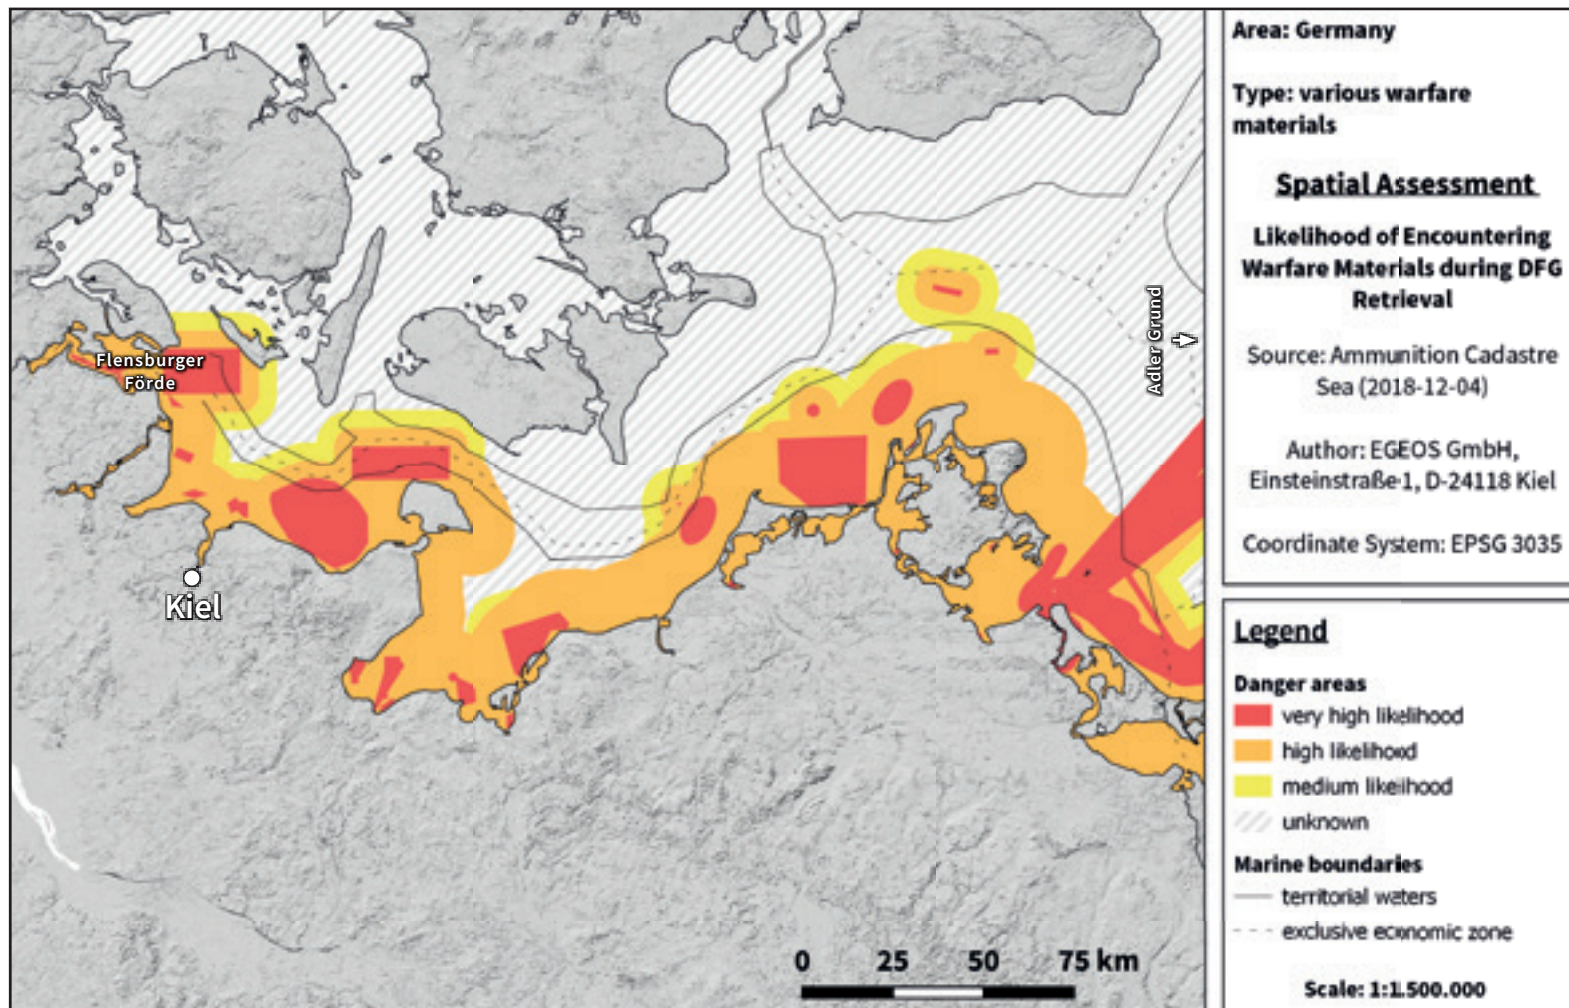 Area: Germany
Type: various warfare
materials
Spatial Assessment
Likelihood of Encountering
Warfare Materials during DFG
Retrieval
Source: Ammunition Cadastre
Sea (2018-12-04)
Author: EGEOS GmbH,
Einsteinstraße 1, D-24118 Kiel
Coordinate System: EPSG 3035
Legend
Danger areas
very high likelihood
high likelihood
medium likelihood
unknown
Marine boundaries
territorial waters
exclusive economic zone
Scale: 1:1.500.000
Flensburger
Förde
Kiel
Adler Grund
0 25 50 75 km